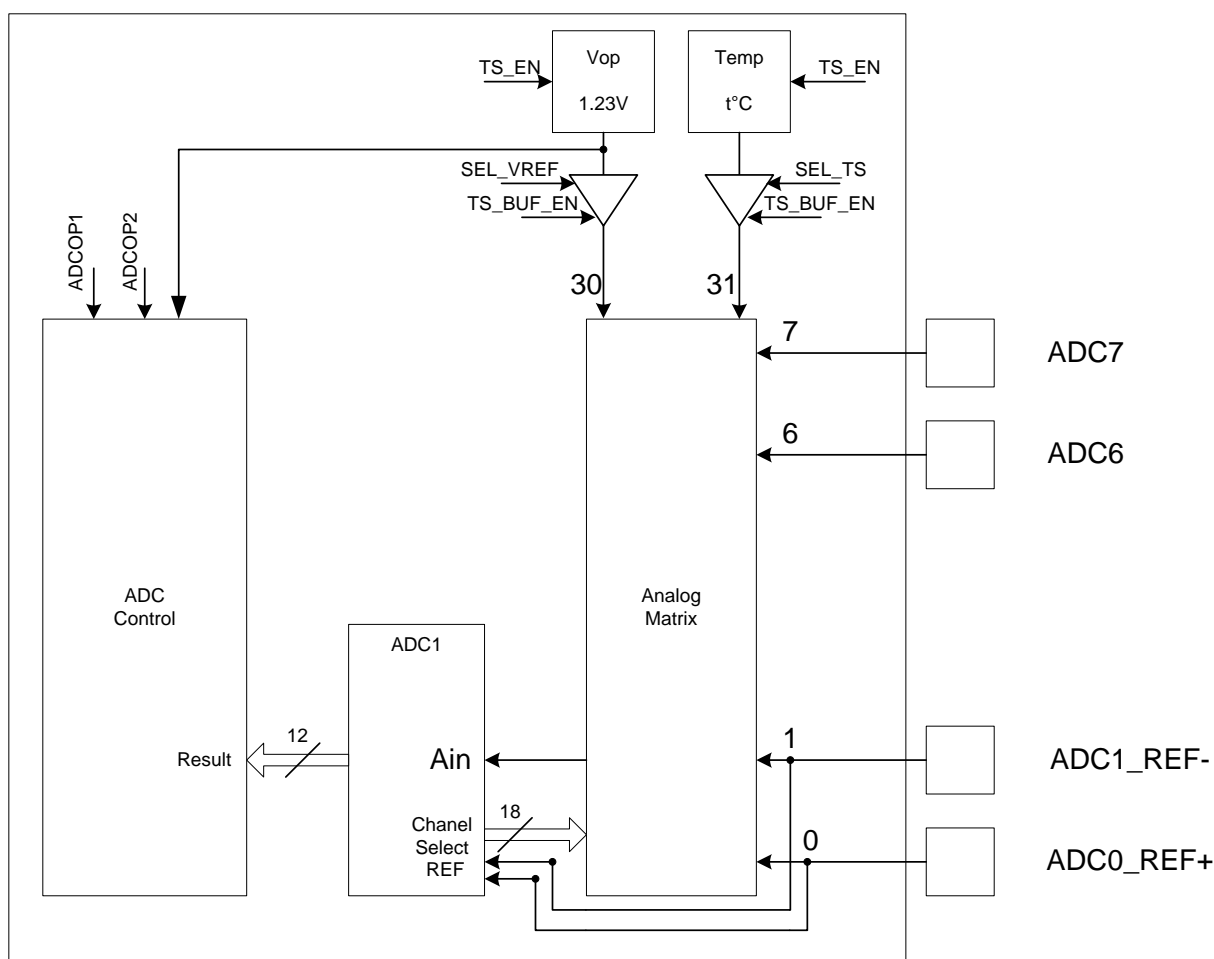 Vop
1.23V
Temp
t°C
TS_EN
TS_EN
SEL_VREF
TS_BUF_EN
SEL_TS
TS_BUF_EN
ADCOP1
ADCOP2
30
31
7
ADC7
6
ADC6
ADC
Control
Analog
Matrix
ADC1
Result
12
Ain
1
ADC1_REF-
18
Chanel
Select
REF
0
ADC0_REF+